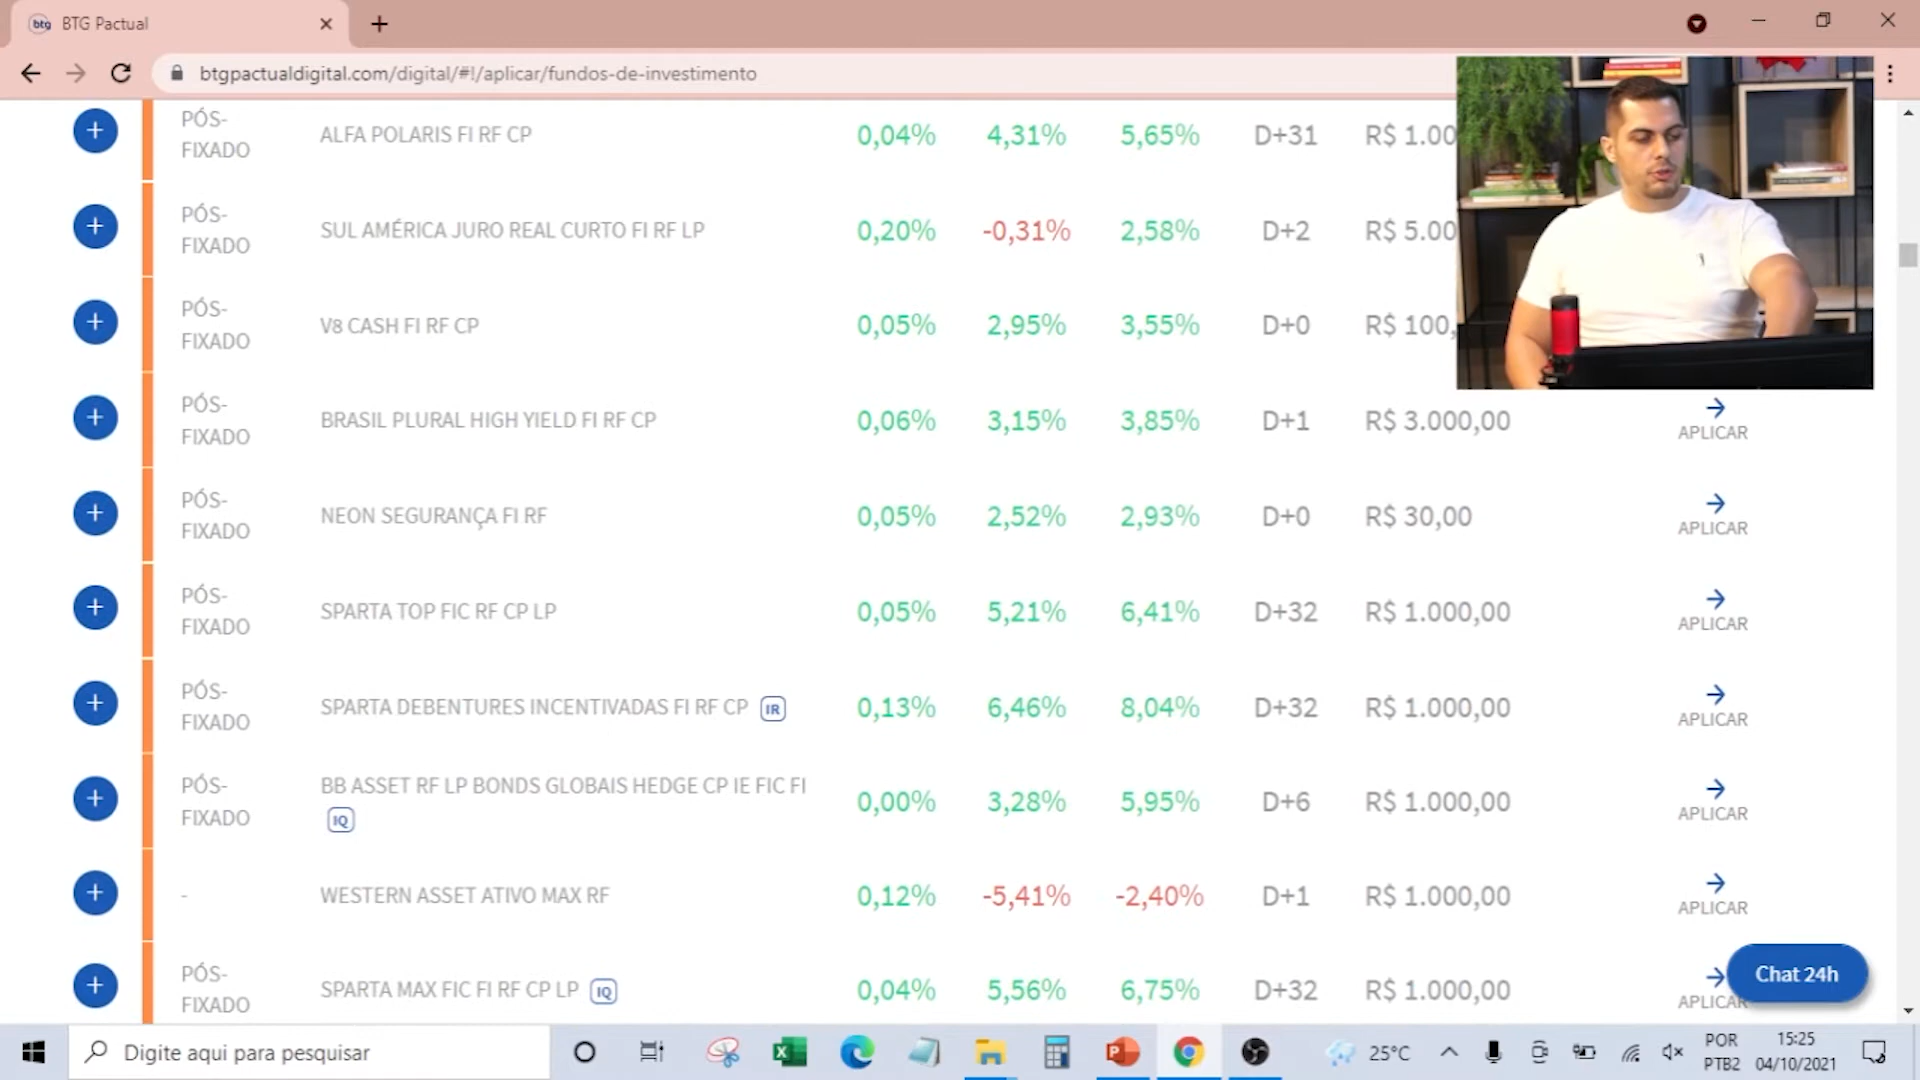 btg BTG Pactual
btgpactualdigital.com/digital/#!/aplicar/fundos-de-investimento
PÓS-
FIXADO
ALFA POLARIS FI RF CP 0,04% 4,31% 5,65% D+31 R$ 1.00
PÓS-
FIXADO
SUL AMÉRICA JURO REAL CURTO FI RF LP 0,20% -0,31% 2,58% D+2 R$ 5.00
PÓS-
FIXADO
V8 CASH FI RF CP 0,05% 2,95% 3,55% D+0 R$ 100,
PÓS-
FIXADO
BRASIL PLURAL HIGH YIELD FI RF CP 0,06% 3,15% 3,85% D+1 R$ 3.000,00
APLICAR
PÓS-
FIXADO
NEON SEGURANÇA FI RF 0,05% 2,52% 2,93% D+0 R$ 30,00
APLICAR
PÓS-
FIXADO
SPARTA TOP FIC RF CP LP 0,05% 5,21% 6,41% D+32 R$ 1.000,00
APLICAR
PÓS-
FIXADO
SPARTA DEBENTURES INCENTIVADAS FI RF CP IR 0,13% 6,46% 8,04% D+32 R$ 1.000,00
APLICAR
PÓS-
FIXADO
BB ASSET RF LP BONDS GLOBAIS HEDGE CP IE FIC FI
IQ
0,00% 3,28% 5,95% D+6 R$ 1.000,00
APLICAR
- WESTERN ASSET ATIVO MAX RF 0,12% -5,41% -2,40% D+1 R$ 1.000,00
APLICAR
PÓS-
FIXADO
SPARTA MAX FIC FI RF CP LP IQ 0,04% 5,56% 6,75% D+32 R$ 1.000,00
APLICAR
Chat 24h
Digite aqui para pesquisar
25°C
POR
PTB2
15:25
04/10/2021